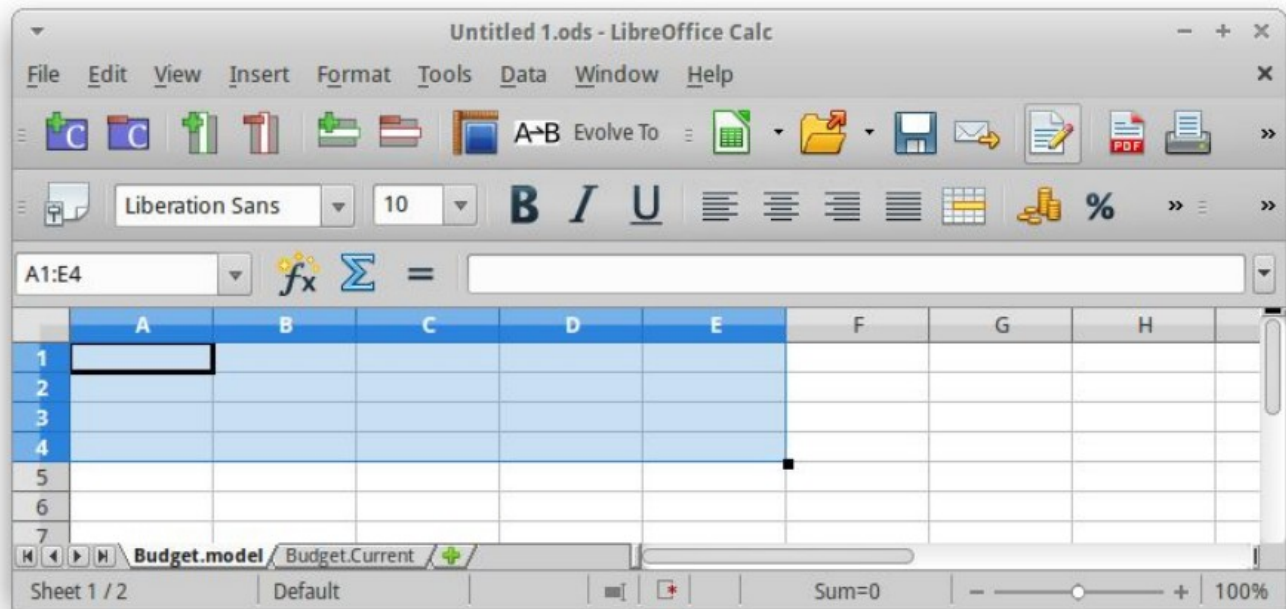 Untitled 1.ods - LibreOffice Calc
File Edit View Insert Format Tools Data Window Help
C C A→B Evolve To PDF
Liberation Sans 10 B I U %
A1:E4 fx Σ =
A B C D E F G H
1
2
3
4
5
6
7
Budget.model Budget.Current
Sheet 1 / 2 Default Sum=0 100%